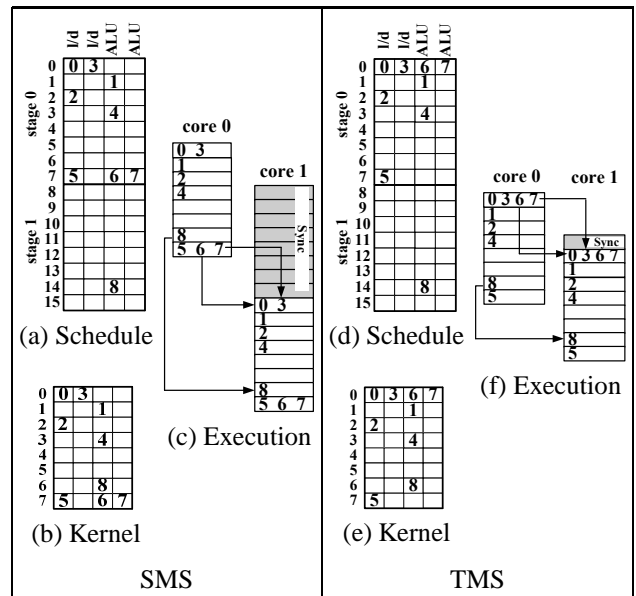 l/d l/d ALU ALU
stage 0
stage 1
0 0 3
1 1
2 2
3 4
4
5
6
7 5 6 7
8
9
10
11
12
13
14 8
15
(a) Schedule
0 0 3
1 1
2 2
3 4
4
5
6 8
7 5 6 7
(b) Kernel
core 0
0 3
1
2
4
8
5 6 7
core 1
Sync
0 3
1
2
4
8
5 6 7
(c) Execution
SMS
l/d l/d ALU ALU
stage 0
stage 1
0 0 3 6 7
1 1
2 2
3 4
4
5
6
7 5
8
9
10
11
12
13
14 8
15
(d) Schedule
0 0 3 6 7
1 1
2 2
3 4
4
5
6 8
7 5
(e) Kernel
core 0
0 3 6 7
1
2
4
8
5
core 1
Sync
0 3 6 7
1
2
4
8
5
(f) Execution
TMS